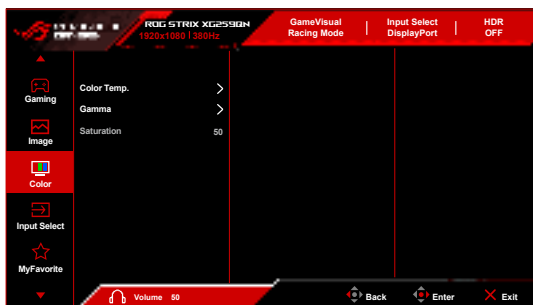 ROG STRIX XG259QN
1920x1080 | 380Hz
GameVisual
Racing Mode
Input Select
DisplayPort
HDR
OFF
Gaming
Image
Color
Input Select
MyFavorite
Color Temp.
Gamma
Saturation 50
Volume 50
Back
Enter
Exit